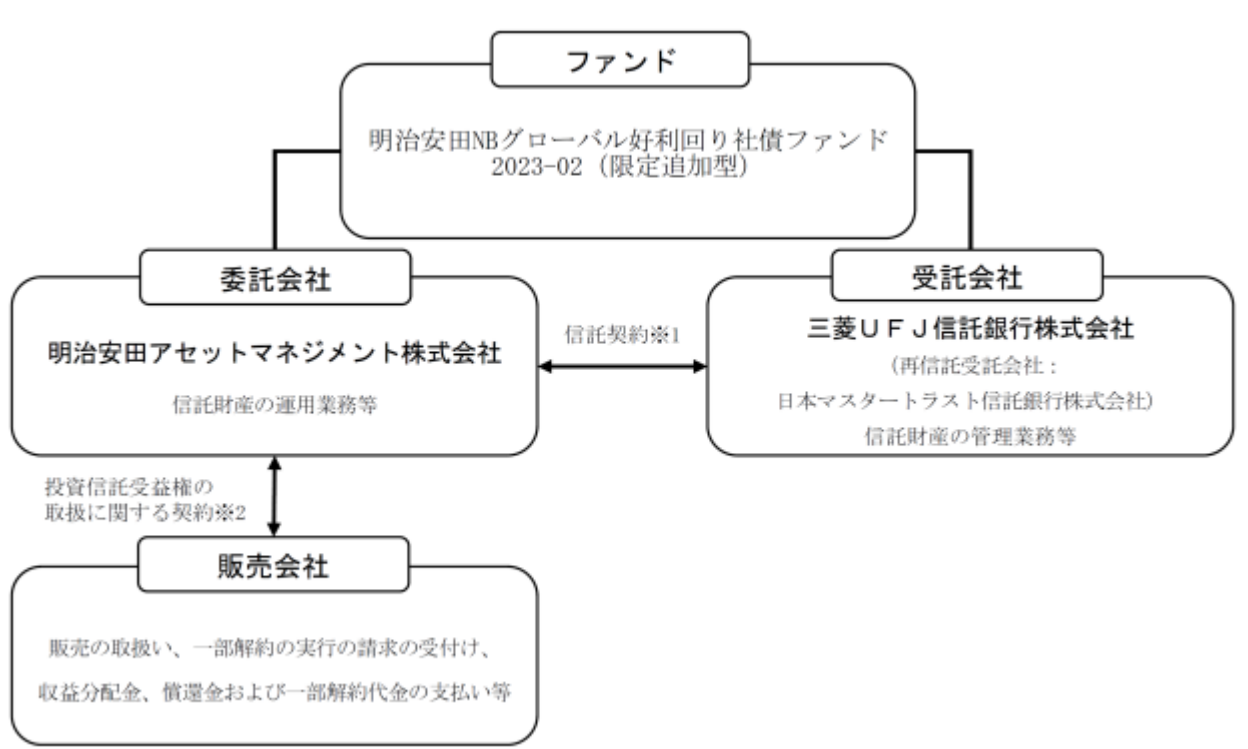 ファンド
明治安田NBグローバル好利回り社債ファンド
2023-02（限定追加型）
委託会社
明治安田アセットマネジメント株式会社
信託財産の運用業務等
信託契約※1
受託会社
三菱ＵＦＪ信託銀行株式会社
（再信託受託会社：
日本マスタートラスト信託銀行株式会社）
信託財産の管理業務等
投資信託受益権の
取扱に関する契約※2
販売会社
販売の取扱い、一部解約の実行の請求の受付け、
収益分配金、償還金および一部解約代金の支払い等